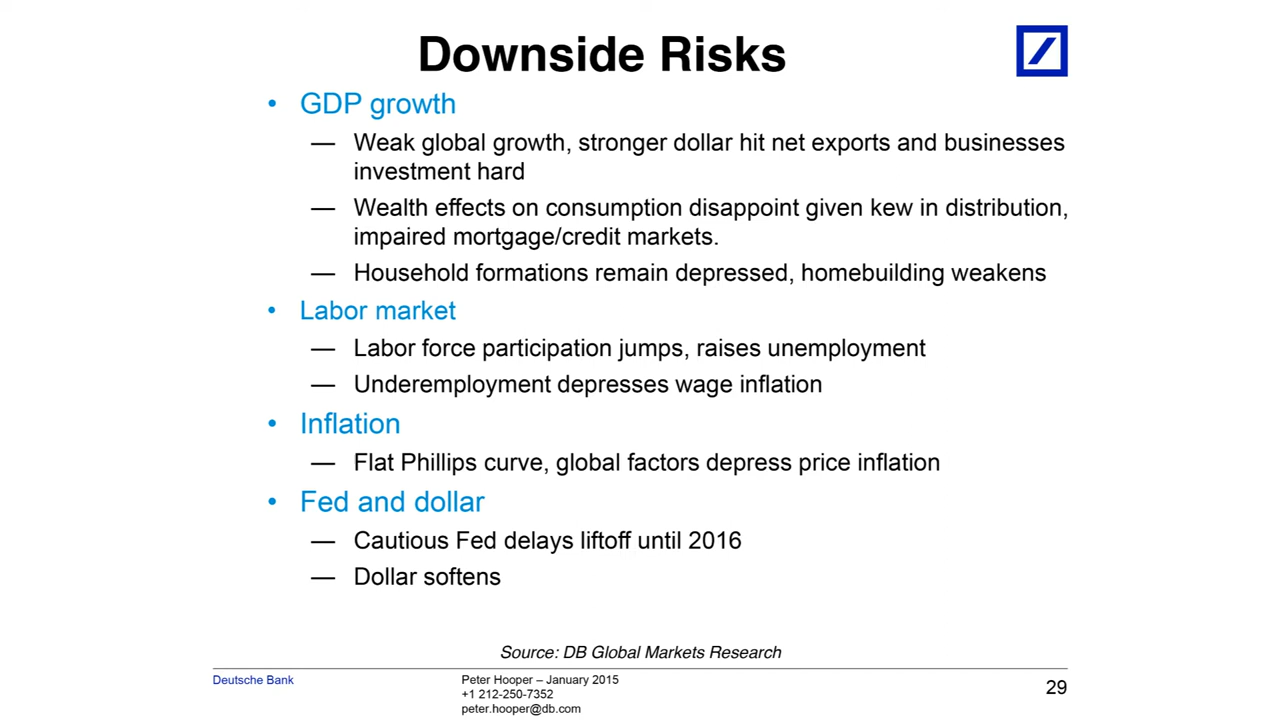 Downside Risks
• GDP growth
— Weak global growth, stronger dollar hit net exports and businesses
investment hard
— Wealth effects on consumption disappoint given kew in distribution,
impaired mortgage/credit markets.
— Household formations remain depressed, homebuilding weakens
• Labor market
— Labor force participation jumps, raises unemployment
— Underemployment depresses wage inflation
• Inflation
— Flat Phillips curve, global factors depress price inflation
• Fed and dollar
— Cautious Fed delays liftoff until 2016
— Dollar softens
Source: DB Global Markets Research
Deutsche Bank
Peter Hooper – January 2015
+1 212-250-7352
peter.hooper@db.com
29